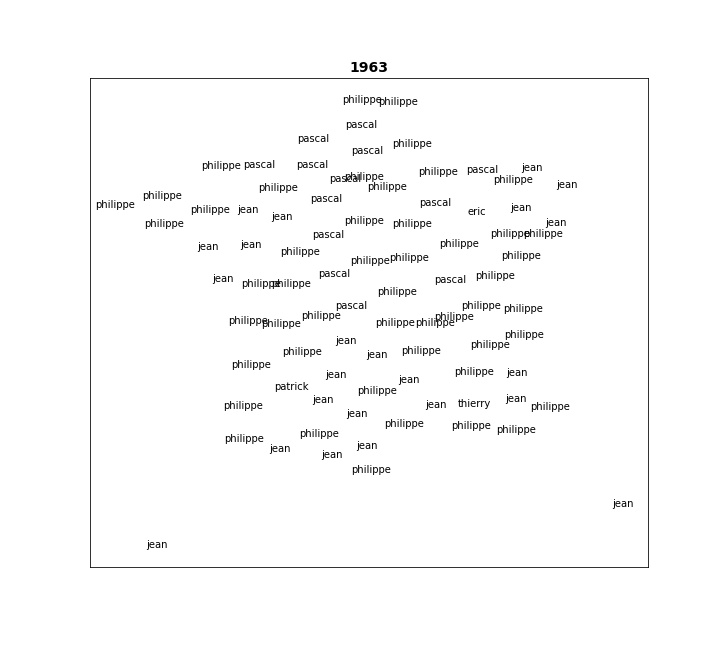 1963
philippe philippe
pascal
pascal
philippe
pascal
philippe pascal pascal jean
philippe pascal
pascal philippe philippe
philippe philippe jean
philippe pascal
philippe pascal
philippe jean eric jean
jean philippe philippe jean
philippe
pascal philippe philippe
jean jean philippe
philippe philippe
philippe philippe
jean pascal philippe
philippe philippe pascal
philippe
pascal philippe philippe
philippe philippe
philippe philippe philippe philippe
philippe
jean philippe
philippe jean philippe
philippe
jean philippe jean
patrick jean
philippe
jean jean
philippe jean thierry philippe
jean
philippe philippe philippe
philippe philippe
jean jean
jean
philippe
jean
jean